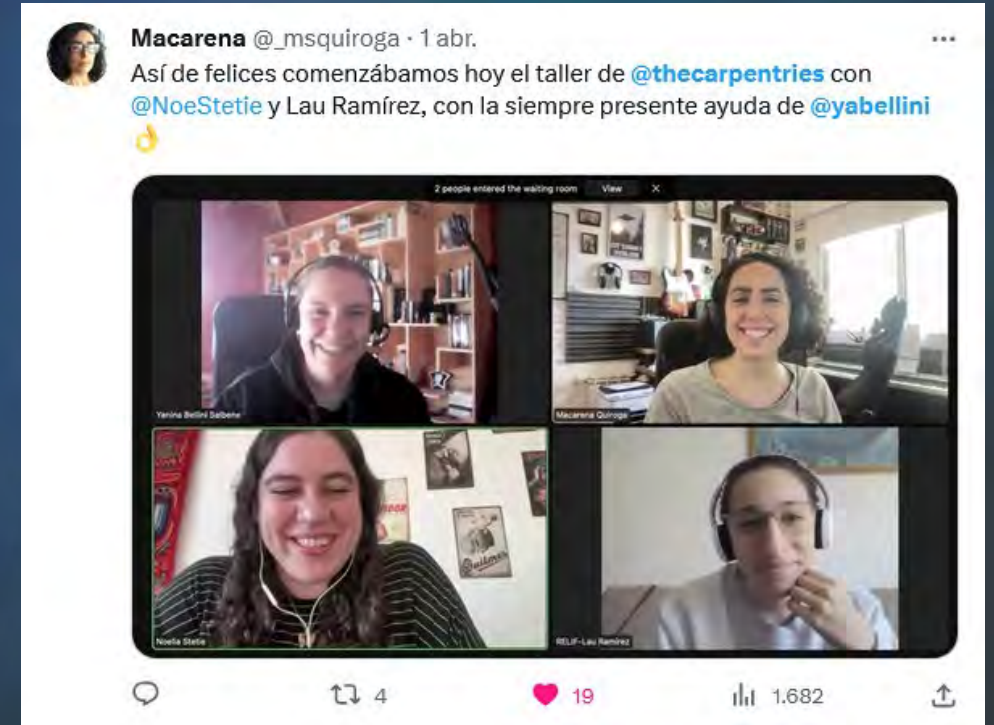 Macarena @_msquiroga · 1 abr.
Así de felices comenzábamos hoy el taller de @thecarpentries con
@NoeStetie y Lau Ramírez, con la siempre presente ayuda de @yabellini
👌
2 people entered the waiting room View X
Yanina Bellini Saibene
Macarena Quiroga
Quilmes
Noelia Stetie
RELIF-Lau Ramírez
4 19 1.682